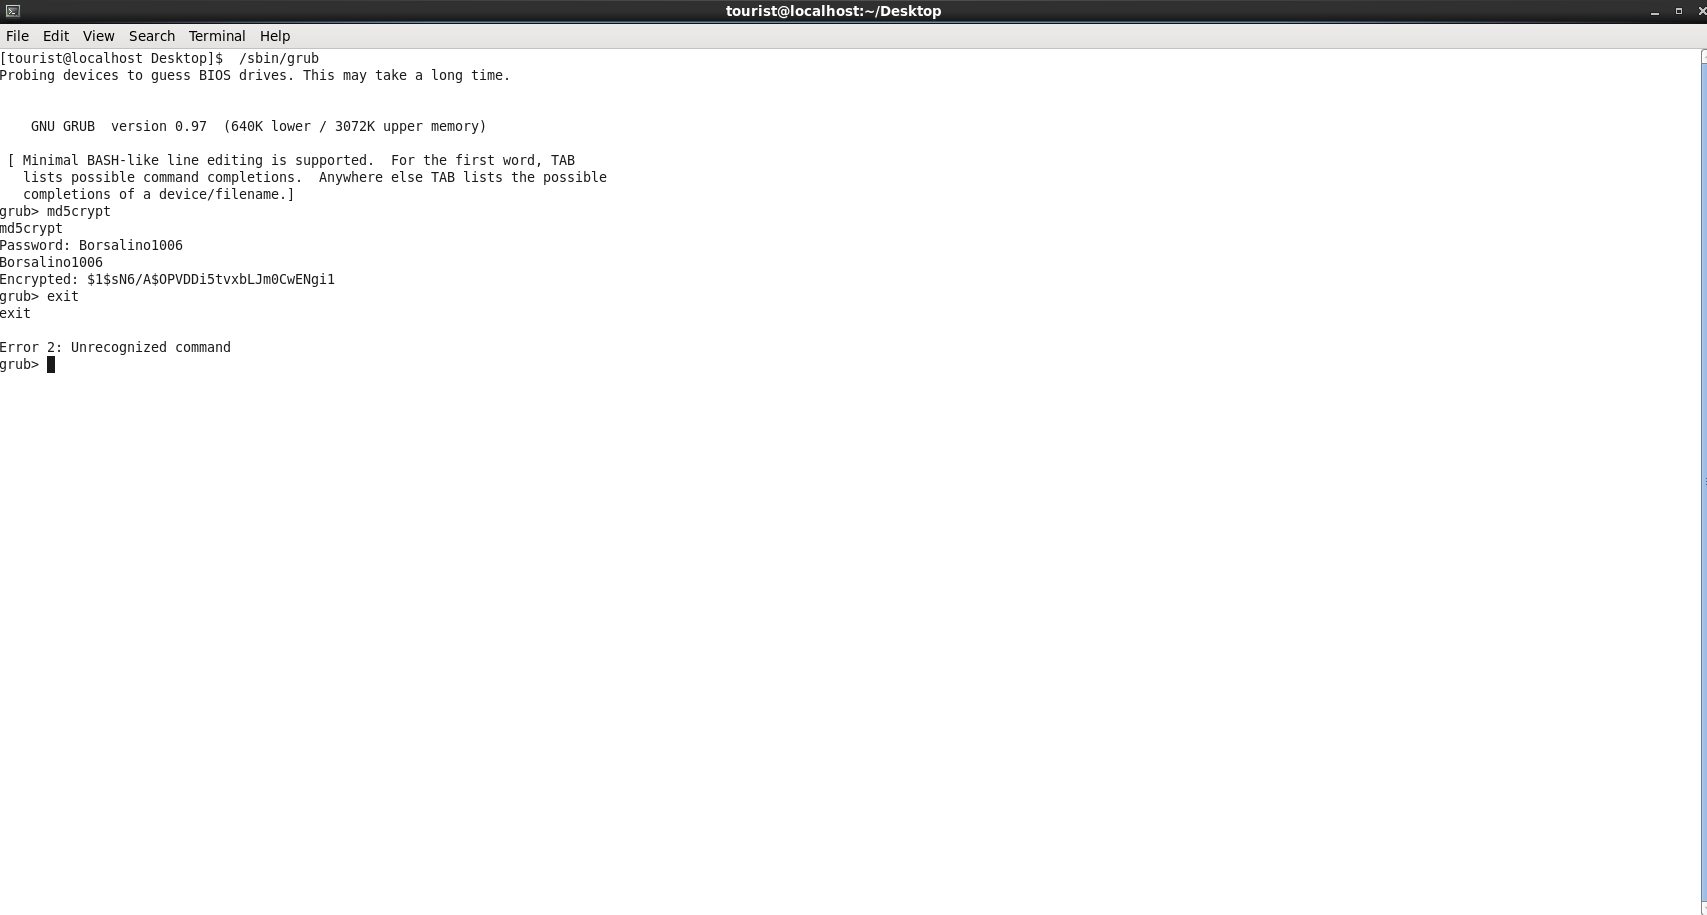 tourist@localhost:~/Desktop
File Edit View Search Terminal Help
[tourist@localhost Desktop]$  /sbin/grub
Probing devices to guess BIOS drives. This may take a long time.
GNU GRUB  version 0.97  (640K lower / 3072K upper memory)
[ Minimal BASH-like line editing is supported.  For the first word, TAB
lists possible command completions.  Anywhere else TAB lists the possible
completions of a device/filename.]
grub> md5crypt
md5crypt
Password: Borsalino1006
Borsalino1006
Encrypted: $1$sN6/A$OPVDDi5tvxbLJm0CwENgi1
grub> exit
exit
Error 2: Unrecognized command
grub>